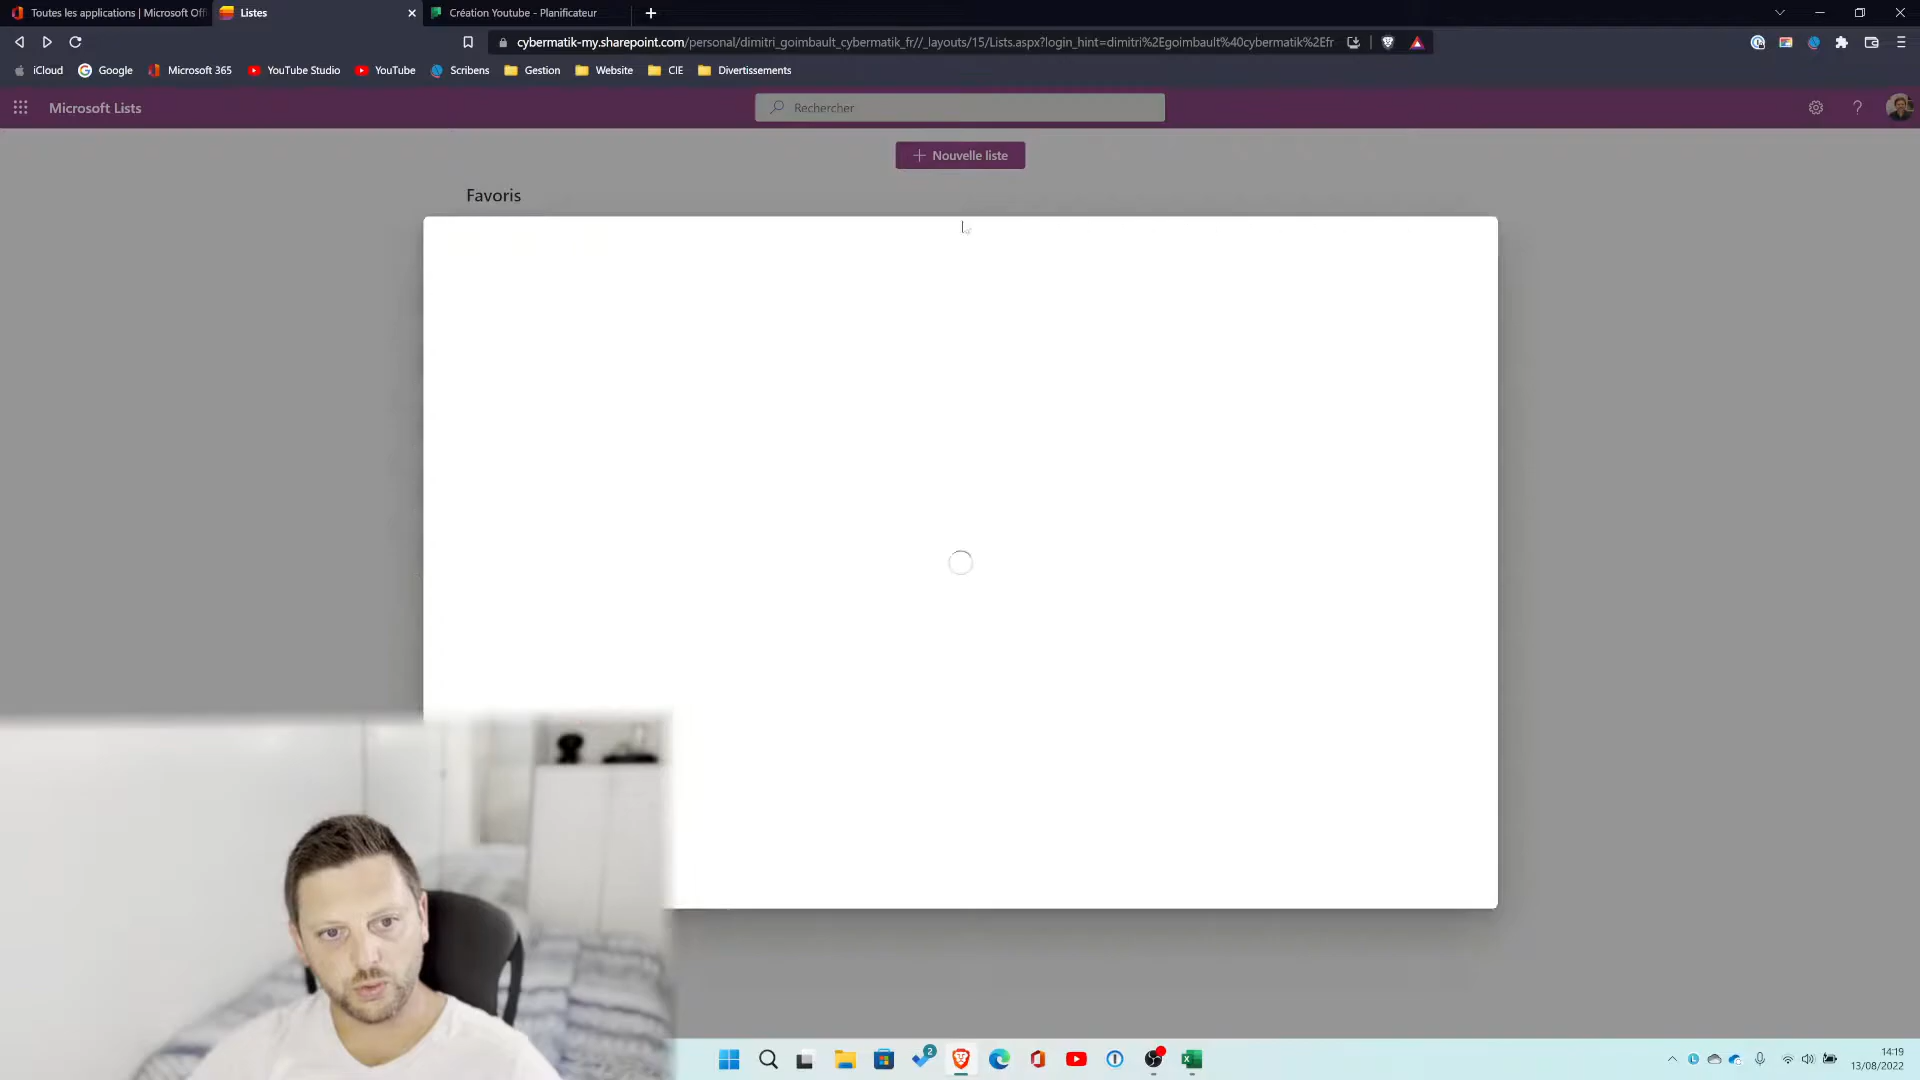 Toutes les applications | Microsoft Off
Listes
Création Youtube - Planificateur
cybermatik-my.sharepoint.com/personal/dimitri_goimbault_cybermatik_fr//_layouts/15/Lists.aspx?login_hint=dimitri%2Egoimbault%40cybermatik%2Efr
iCloud
Google
Microsoft 365
YouTube Studio
YouTube
Scribens
Gestion
Website
CIE
Divertissements
Microsoft Lists
Rechercher
Nouvelle liste
Favoris
2
14:19
13/08/2022